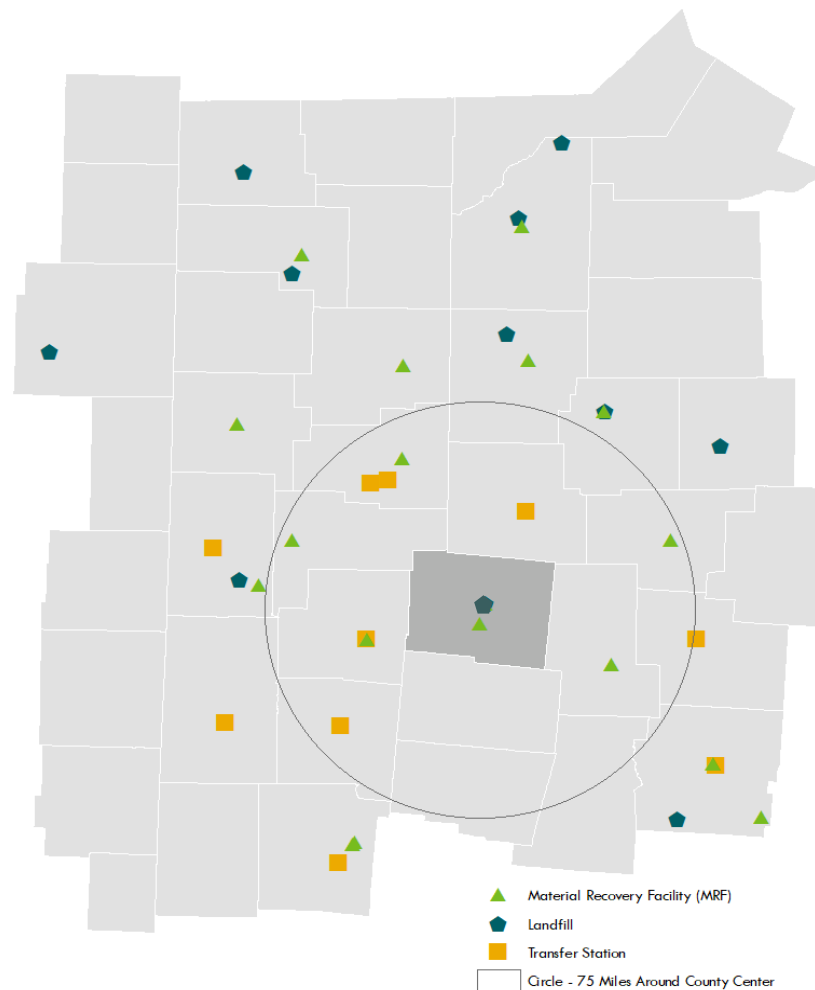 Material Recovery Facility (MRF)
Landfill
Transfer Station
Circle - 75 Miles Around County Center